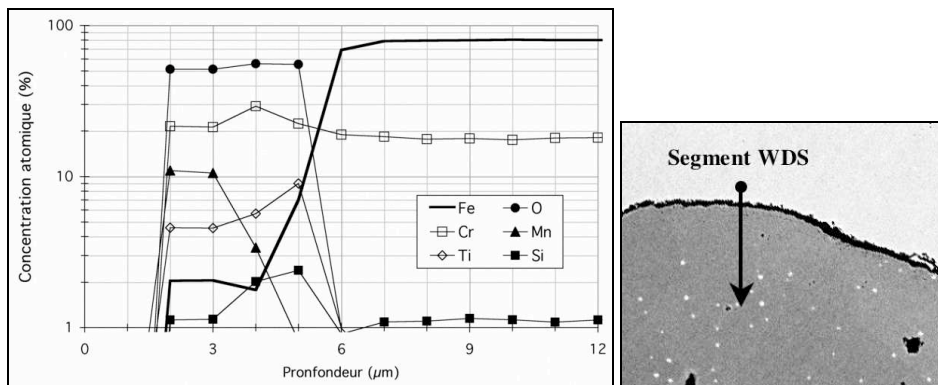 Concentration atomique (%)
100
10
1
0
3
6
9
12
Pronfondeur (µm)
Fe
O
Cr
Mn
Ti
Si
Segment WDS